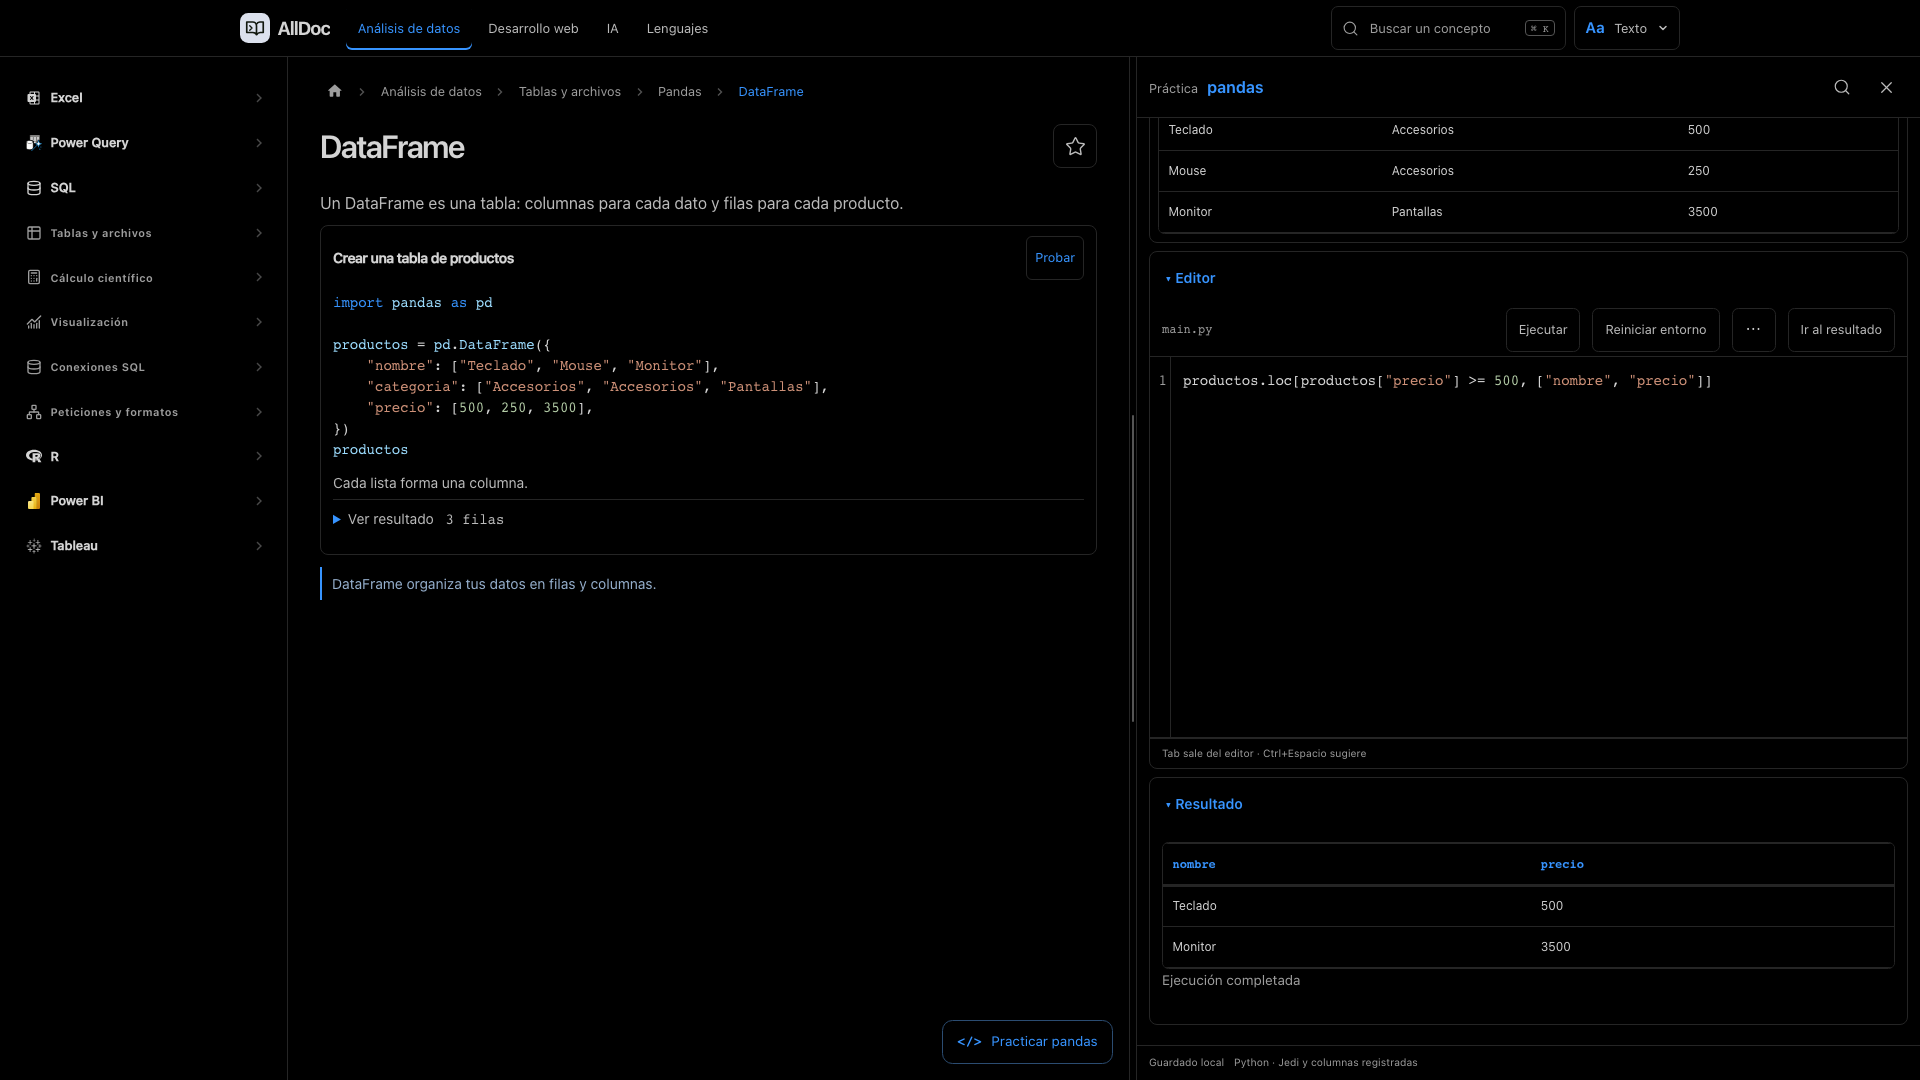 AllDoc
Análisis de datos
Desarrollo web
IA
Lenguajes
Buscar un concepto
⌘ K
Aa Texto
Excel
Power Query
SQL
Tablas y archivos
Cálculo científico
Visualización
Conexiones SQL
Peticiones y formatos
R
Power BI
Tableau
Análisis de datos > Tablas y archivos > Pandas > DataFrame
DataFrame
Un DataFrame es una tabla: columnas para cada dato y filas para cada producto.
Crear una tabla de productos
Probar
import pandas as pd
productos = pd.DataFrame({
    "nombre": ["Teclado", "Mouse", "Monitor"],
    "categoria": ["Accesorios", "Accesorios", "Pantallas"],
    "precio": [500, 250, 3500],
})
productos
Cada lista forma una columna.
Ver resultado 3 filas
DataFrame organiza tus datos en filas y columnas.
</> Practicar pandas
Práctica pandas
Teclado Accesorios 500
Mouse Accesorios 250
Monitor Pantallas 3500
Editor
main.py
Ejecutar
Reiniciar entorno
···
Ir al resultado
1 productos.loc[productos["precio"] >= 500, ["nombre", "precio"]]
Tab sale del editor · Ctrl+Espacio sugiere
Resultado
nombre precio
Teclado 500
Monitor 3500
Ejecución completada
Guardado local Python · Jedi y columnas registradas